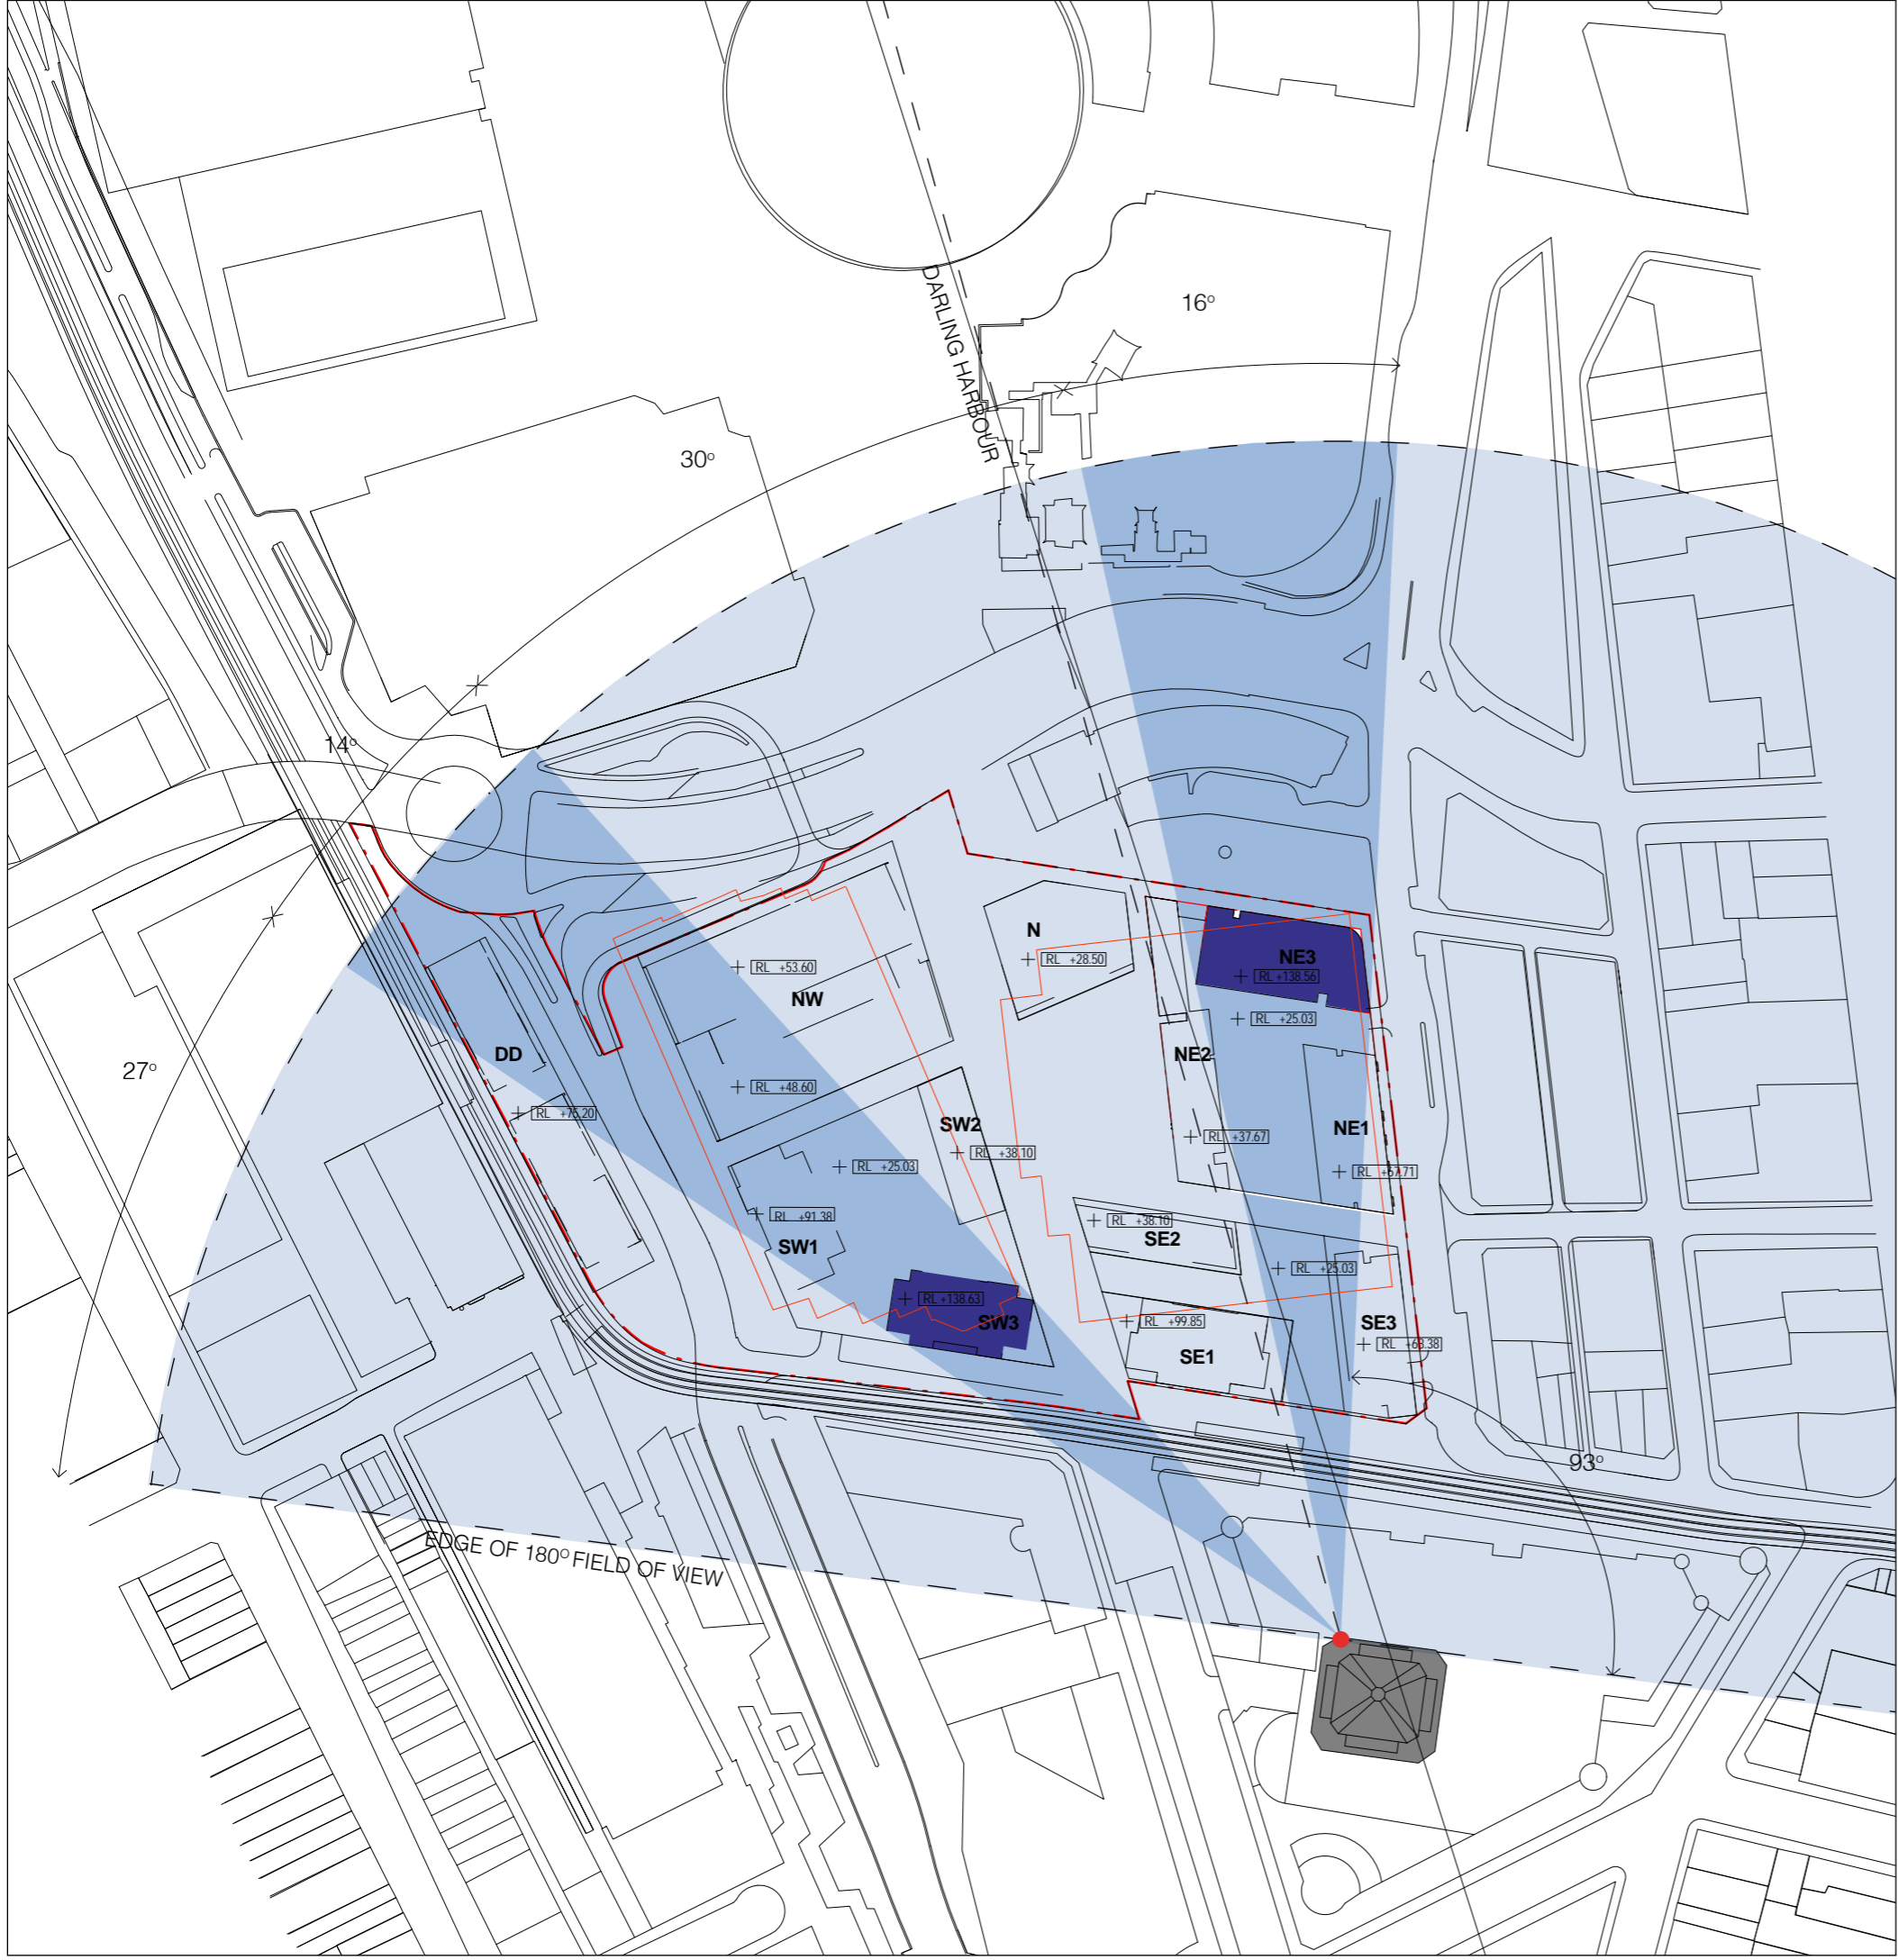 16°
DARLING HARBOUR
30°
14°
27°
N
RL +28.50
NE3
RL +138.56
RL +53.60
NW
RL +25.03
DD
NE2
RL +48.60
RL +75.20
SW2
RL +38.10
NE1
RL +37.67
RL +25.03
RL +67.71
RL +91.38
SW1
RL +38.10
SE2
RL +25.03
RL +138.63
SW3
RL +99.85
SE3
RL +63.38
SE1
93°
EDGE OF 180° FIELD OF VIEW